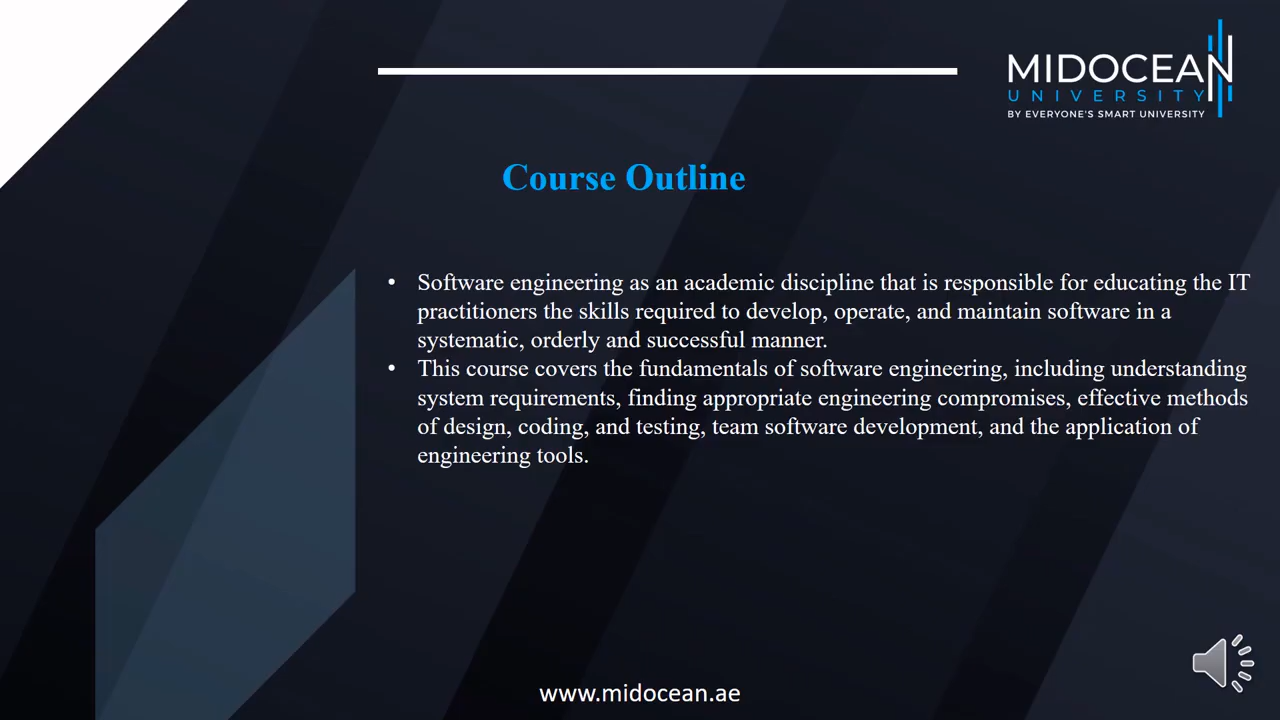 MIDOCEAN
UNIVERSITY
BY EVERYONE'S SMART UNIVERSITY
Course Outline
• Software engineering as an academic discipline that is responsible for educating the IT
practitioners the skills required to develop, operate, and maintain software in a
systematic, orderly and successful manner.
• This course covers the fundamentals of software engineering, including understanding
system requirements, finding appropriate engineering compromises, effective methods
of design, coding, and testing, team software development, and the application of
engineering tools.
www.midocean.ae